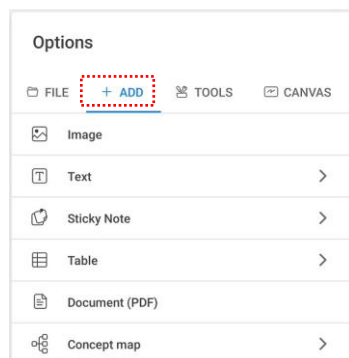 Options
FILE + ADD TOOLS CANVAS
Image
Text
Sticky Note
Table
Document (PDF)
Concept map